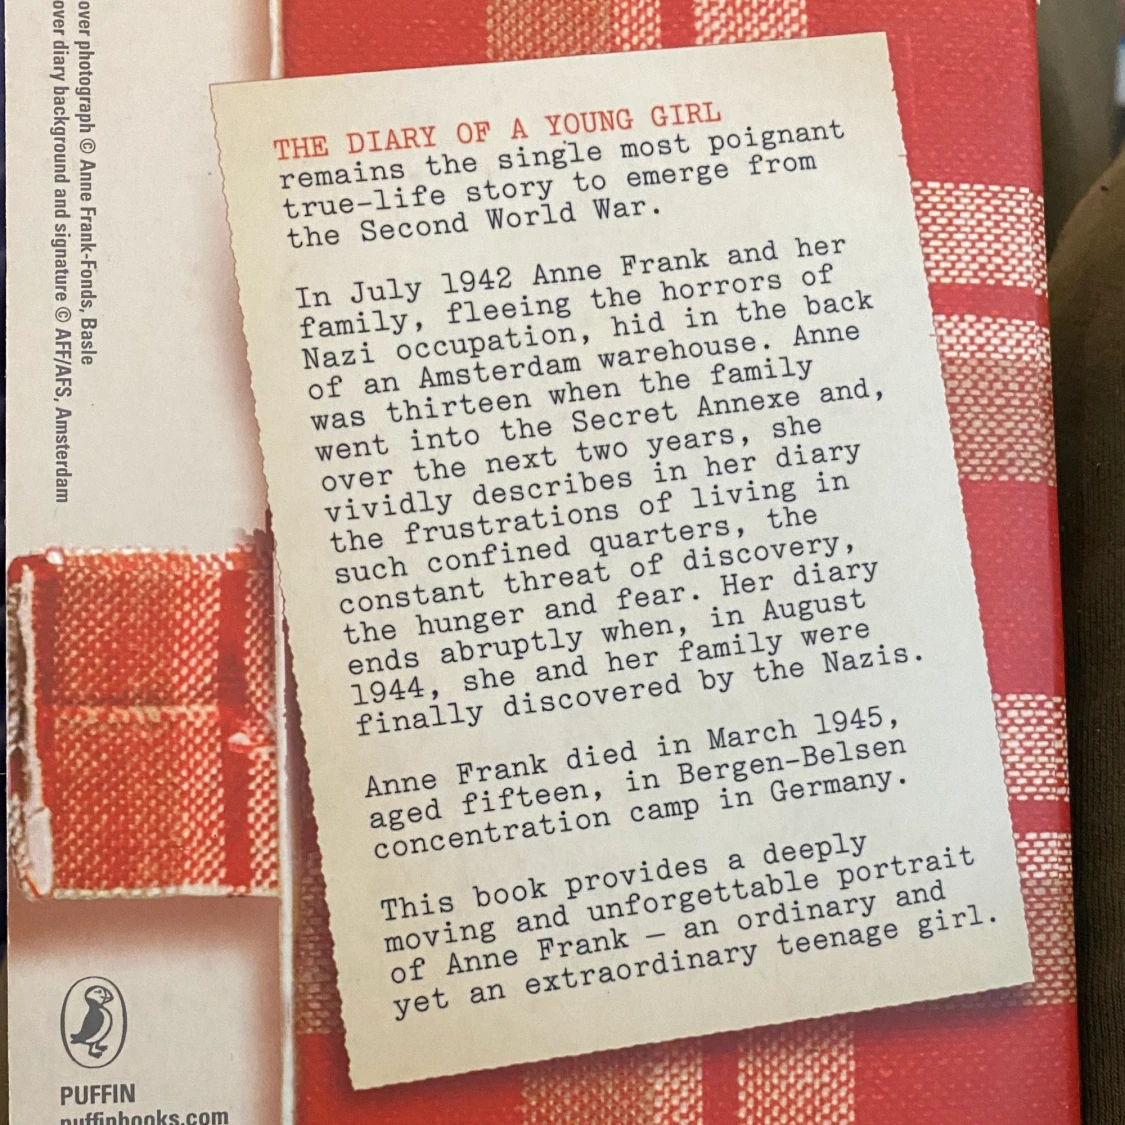 over photograph © Anne Frank-Fonds, Basle
over diary background and signature © AFF/AFS, Amsterdam
THE DIARY OF A YOUNG GIRL
remains the single most poignant
true-life story to emerge from
the Second World War.
In July 1942 Anne Frank and her
family, fleeing the horrors of
Nazi occupation, hid in the back
of an Amsterdam warehouse. Anne
was thirteen when the family
went into the Secret Annexe and,
over the next two years, she
vividly describes in her diary
the frustrations of living in
such confined quarters, the
constant threat of discovery,
the hunger and fear. Her diary
ends abruptly when, in August
1944, she and her family were
finally discovered by the Nazis.
Anne Frank died in March 1945,
aged fifteen, in Bergen-Belsen
concentration camp in Germany.
This book provides a deeply
moving and unforgettable portrait
of Anne Frank – an ordinary and
yet an extraordinary teenage girl.
PUFFIN
puffinbooks.com